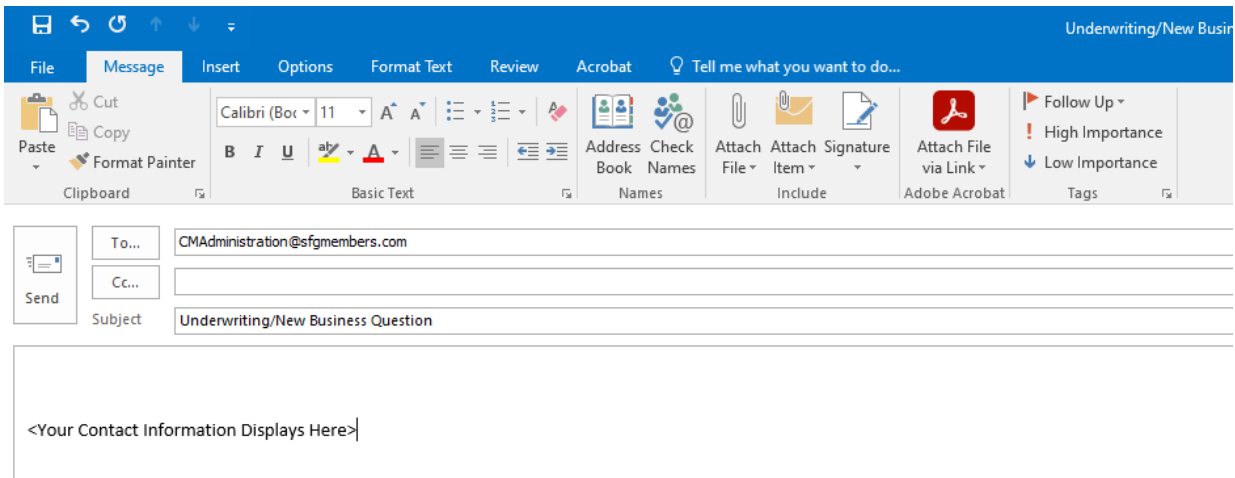 Underwriting/New Busin
File Message Insert Options Format Text Review Acrobat Tell me what you want to do...
Cut
Copy
Format Painter
Paste
Clipboard
Calibri (Boc 11 A A
B I U aby A
Basic Text
Address Book
Check Names
Names
Attach File
Attach Item
Signature
Include
Attach File via Link
Adobe Acrobat
Follow Up
High Importance
Low Importance
Tags
Send
To... CMAdministration@sfgmembers.com
Cc...
Subject Underwriting/New Business Question
<Your Contact Information Displays Here>